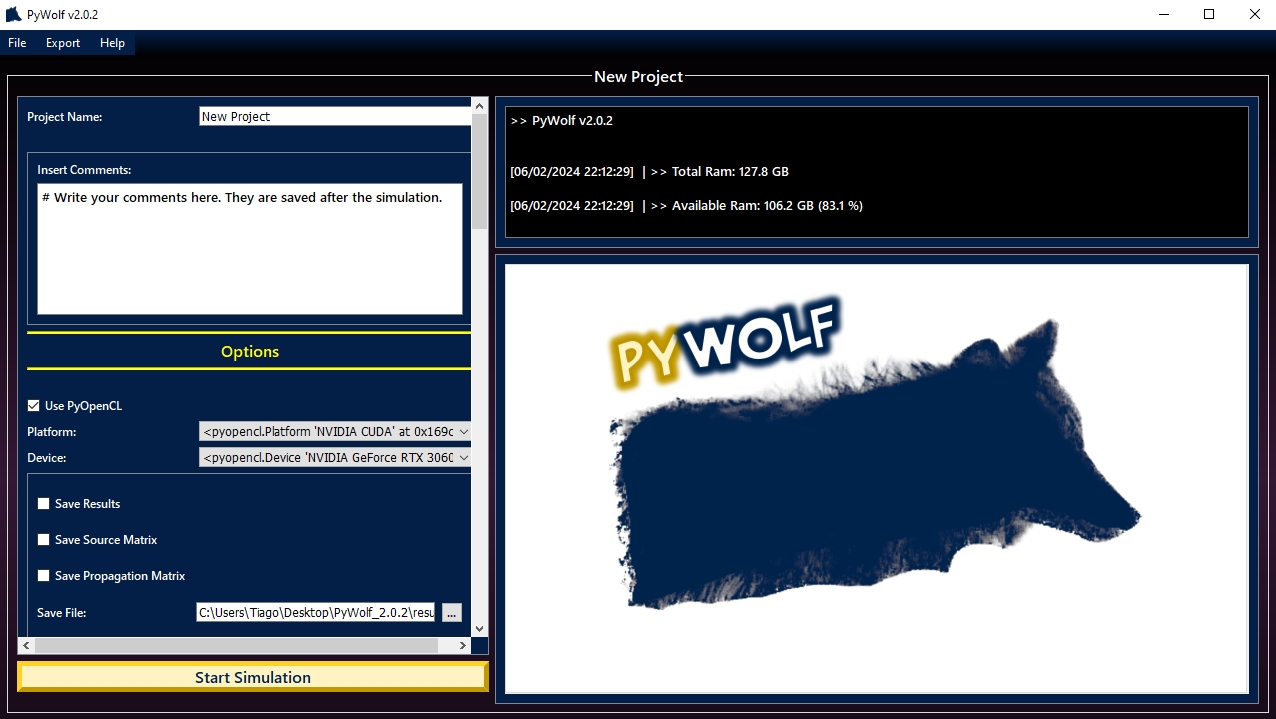 PyWolf v2.0.2
File Export Help
New Project
Project Name: New Project
Insert Comments:
# Write your comments here. They are saved after the simulation.
Options
Use PyOpenCL
Platform: <pyopencl.Platform 'NVIDIA CUDA' at 0x169c
Device: <pyopencl.Device 'NVIDIA GeForce RTX 3060
Save Results
Save Source Matrix
Save Propagation Matrix
Save File: C:\Users\Tiago\Desktop\PyWolf_2.0.2\resu ...
Start Simulation
>> PyWolf v2.0.2
[06/02/2024 22:12:29] | >> Total Ram: 127.8 GB
[06/02/2024 22:12:29] | >> Available Ram: 106.2 GB (83.1 %)
PYWOLF